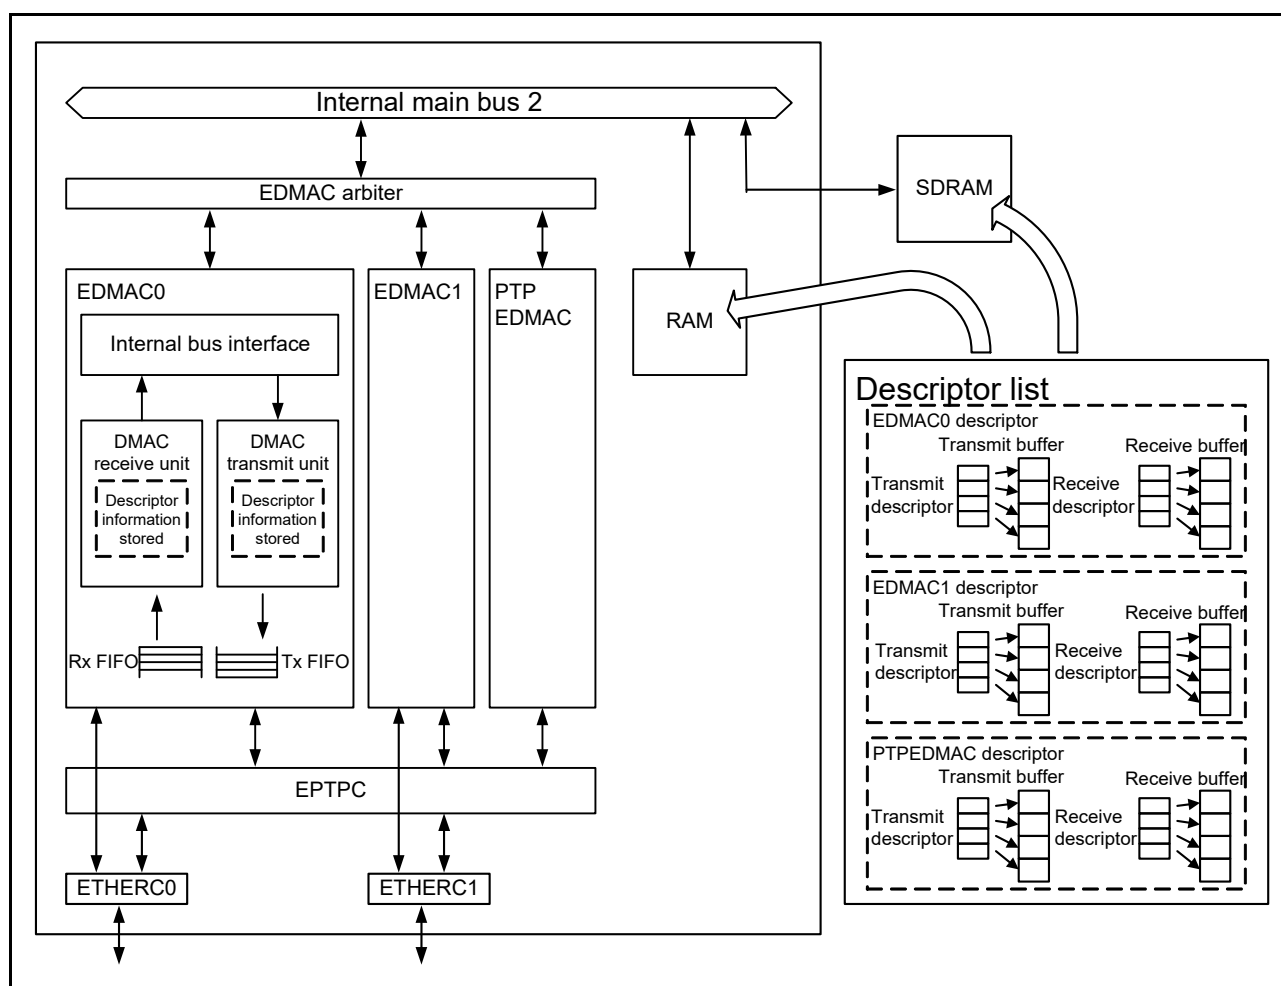 Internal main bus 2
EDMAC arbiter
SDRAM
EDMAC0
EDMAC1
PTP
EDMAC
RAM
Internal bus interface
DMAC
receive unit
Descriptor
information
stored
DMAC
transmit unit
Descriptor
information
stored
Rx FIFO
Tx FIFO
EPTPC
ETHERC0
ETHERC1
Descriptor list
EDMAC0 descriptor
Transmit buffer
Receive buffer
Transmit
descriptor
Receive
descriptor
EDMAC1 descriptor
Transmit buffer
Receive buffer
Transmit
descriptor
Receive
descriptor
PTPEDMAC descriptor
Transmit buffer
Receive buffer
Transmit
descriptor
Receive
descriptor